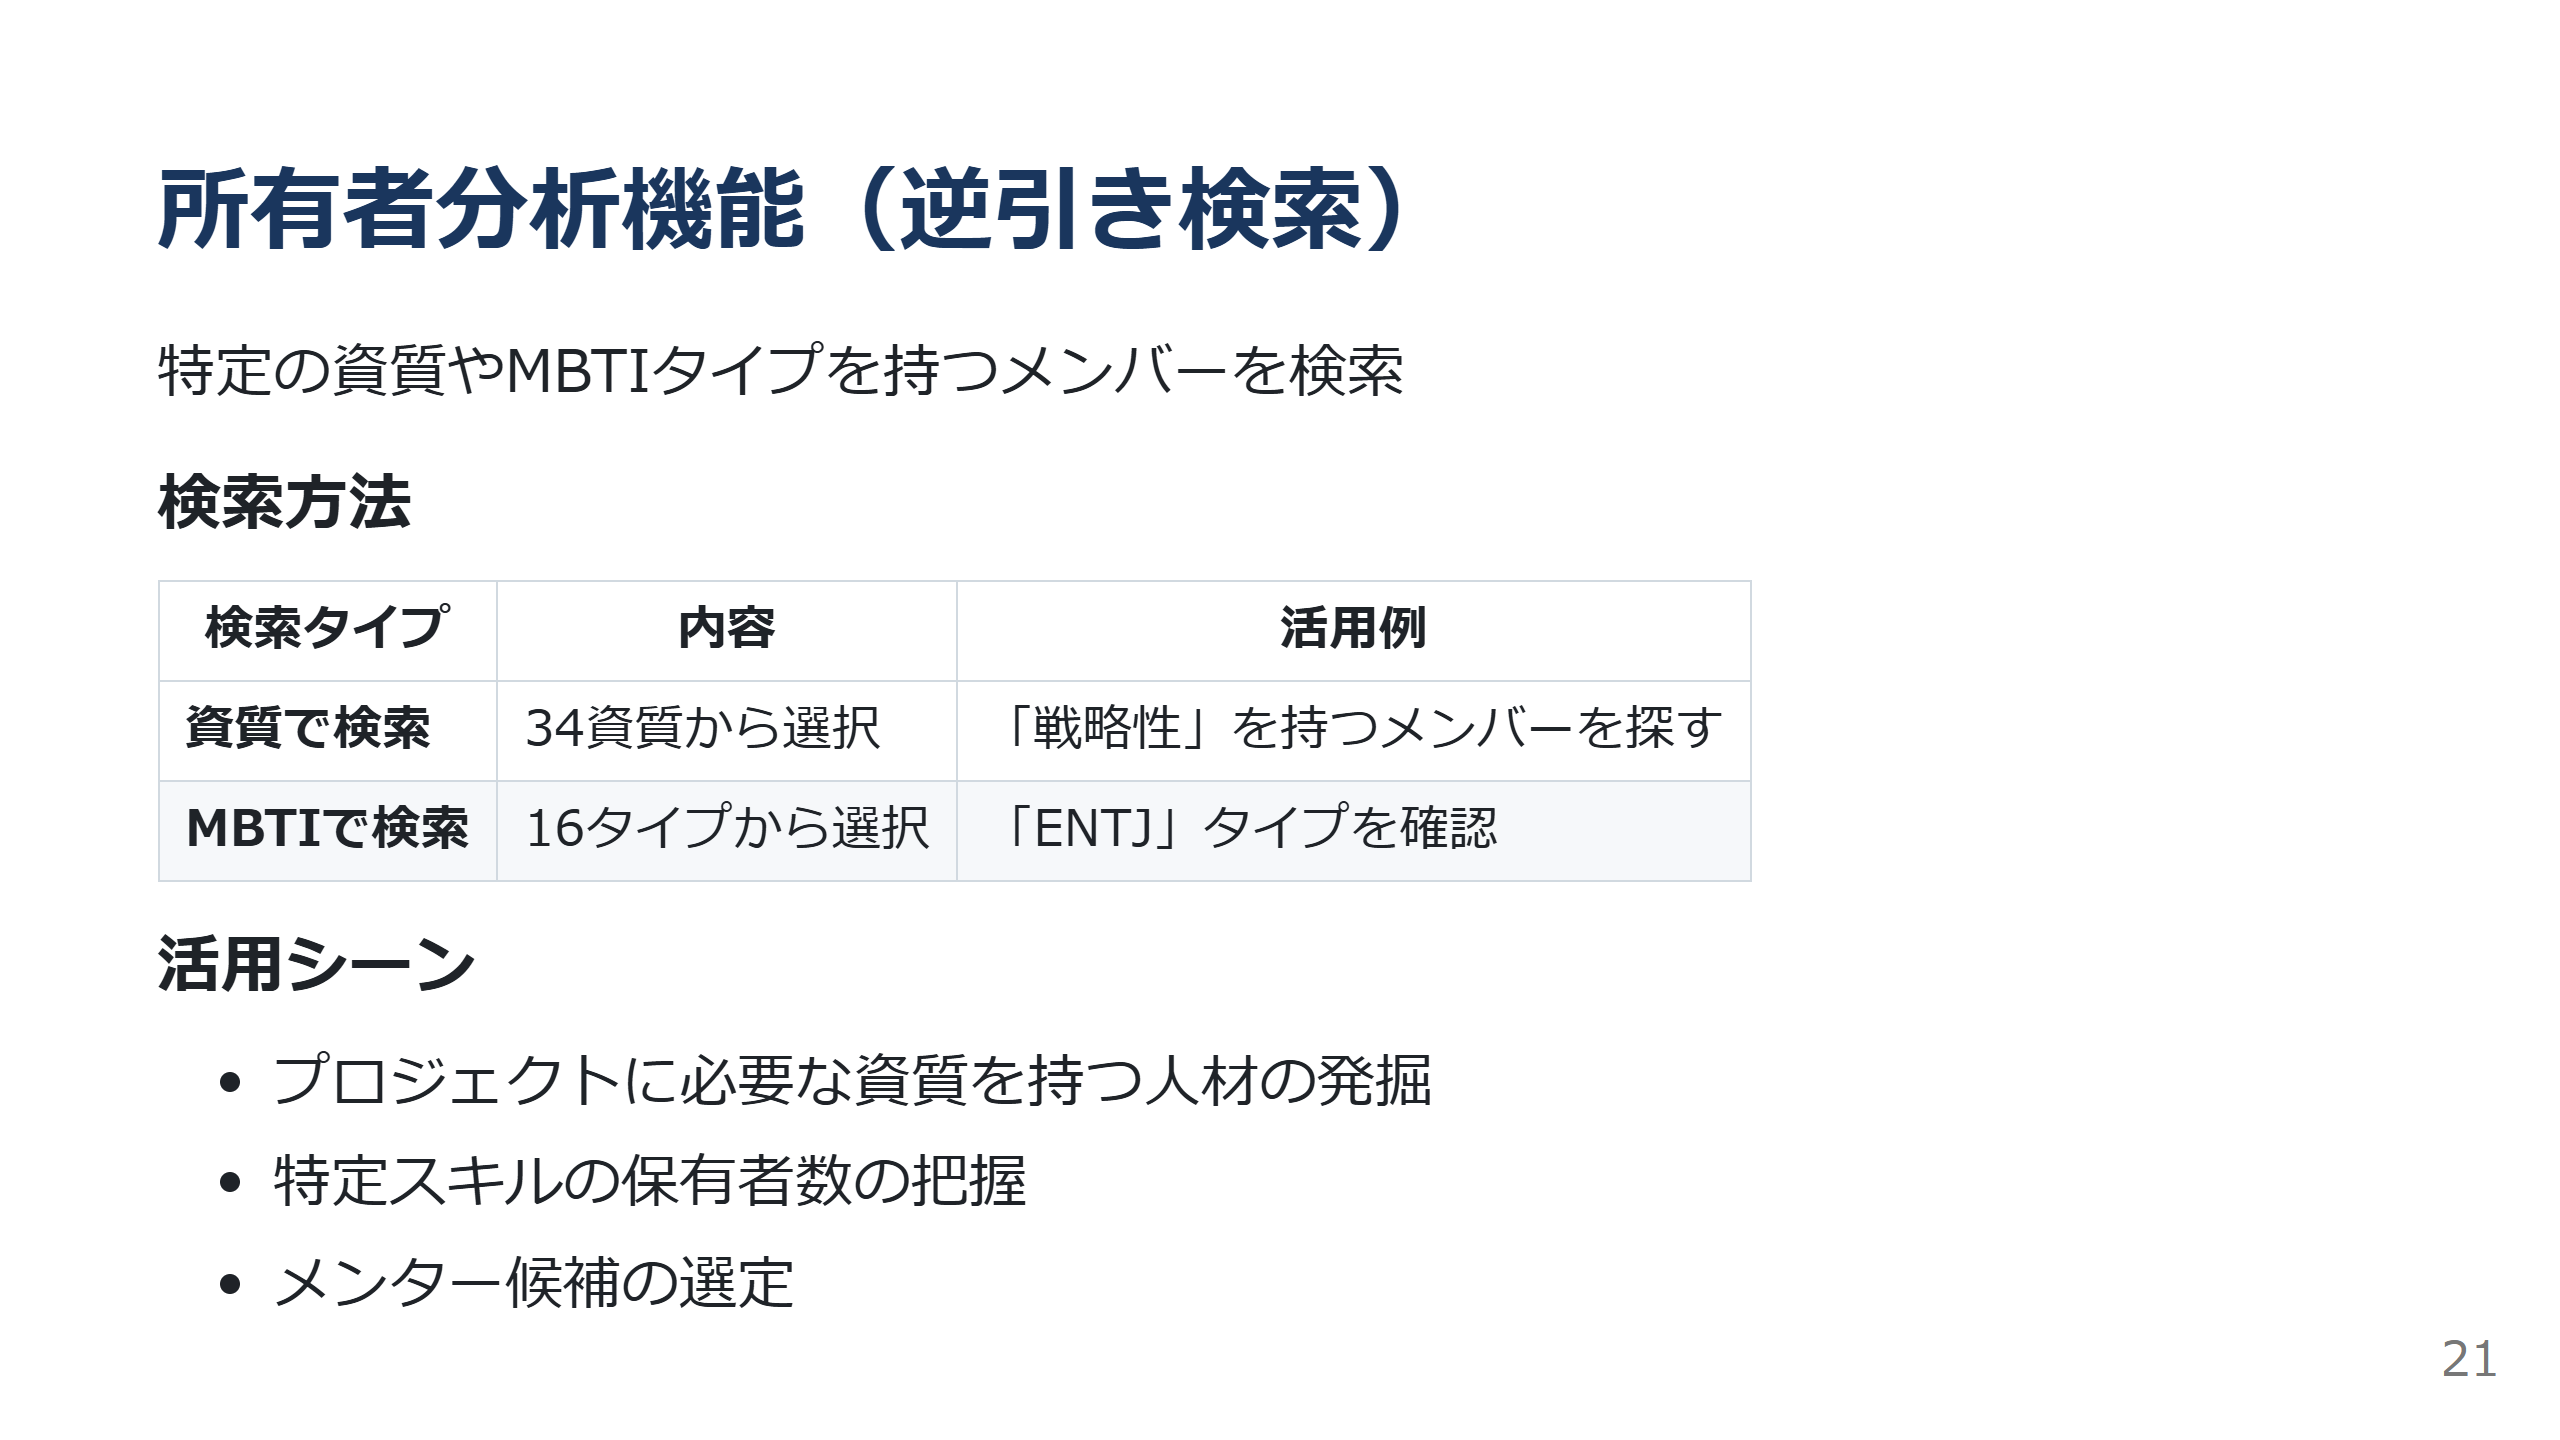 所有者分析機能（逆引き検索）
特定の資質やMBTIタイプを持つメンバーを検索
検索方法
検索タイプ 内容 活用例
資質で検索 34資質から選択 「戦略性」を持つメンバーを探す
MBTIで検索 16タイプから選択 「ENTJ」タイプを確認
活用シーン
• プロジェクトに必要な資質を持つ人材の発掘
• 特定スキルの保有者数の把握
• メンター候補の選定
21